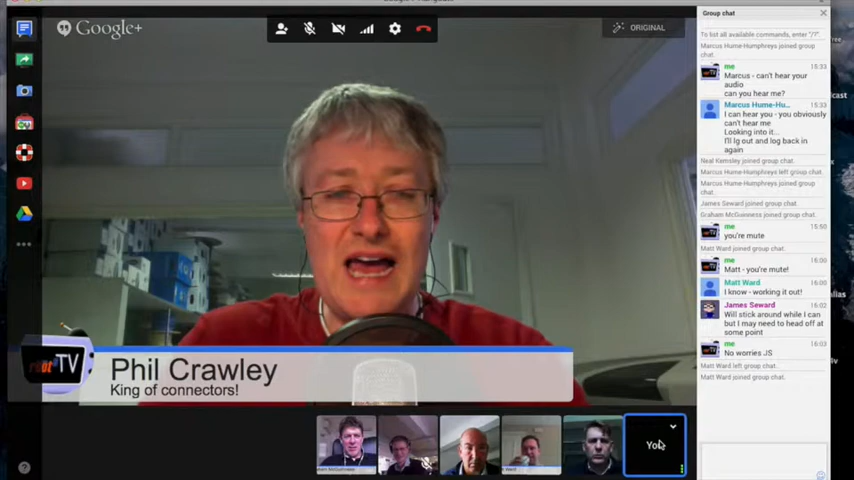 Google+
ORIGINAL
Group chat
To list all available commands, enter "/?"
Marcus Hume-Humphreys joined group
chat.
me
15:33
Marcus - can't hear your
audio
can you hear me?
Marcus Hume-Hu...
15:33
I can hear you - you obviously
can't hear me
Looking into it...
I'll lg out and log back in
again
Neal Kemsley joined group chat.
Marcus Hume-Humphreys left group chat.
Marcus Hume-Humphreys joined group
chat.
James Seward joined group chat.
Graham McGuinness joined group chat.
me
15:50
you're mute
Matt Ward joined group chat.
me
16:00
Matt - you're mute!
Matt Ward
16:00
I know - working it out!
James Seward
16:02
Will stick around while I can
but I may need to head off at
some point
me
16:03
No worries JS
Matt Ward left group chat.
Matt Ward joined group chat.
root TV
Phil Crawley
King of connectors!
You